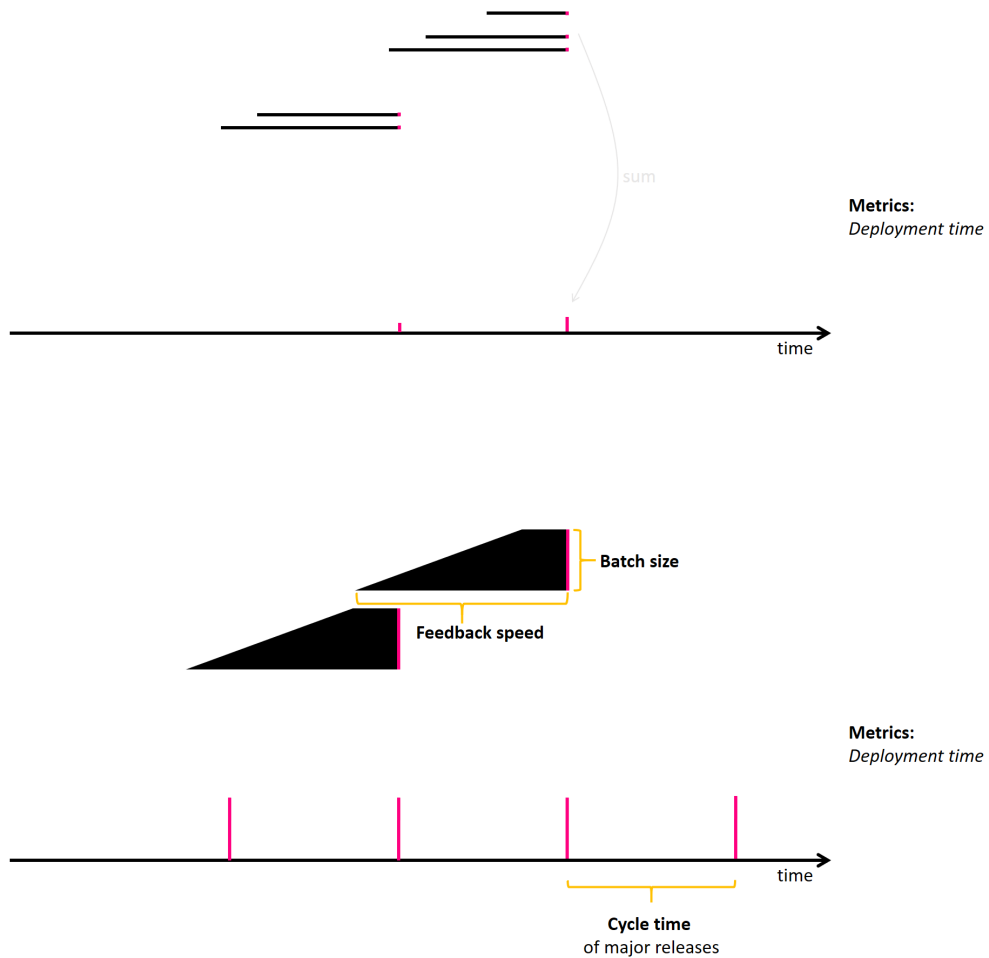 sum
Metrics:
Deployment time
time
Batch size
Feedback speed
Metrics:
Deployment time
time
Cycle time
of major releases